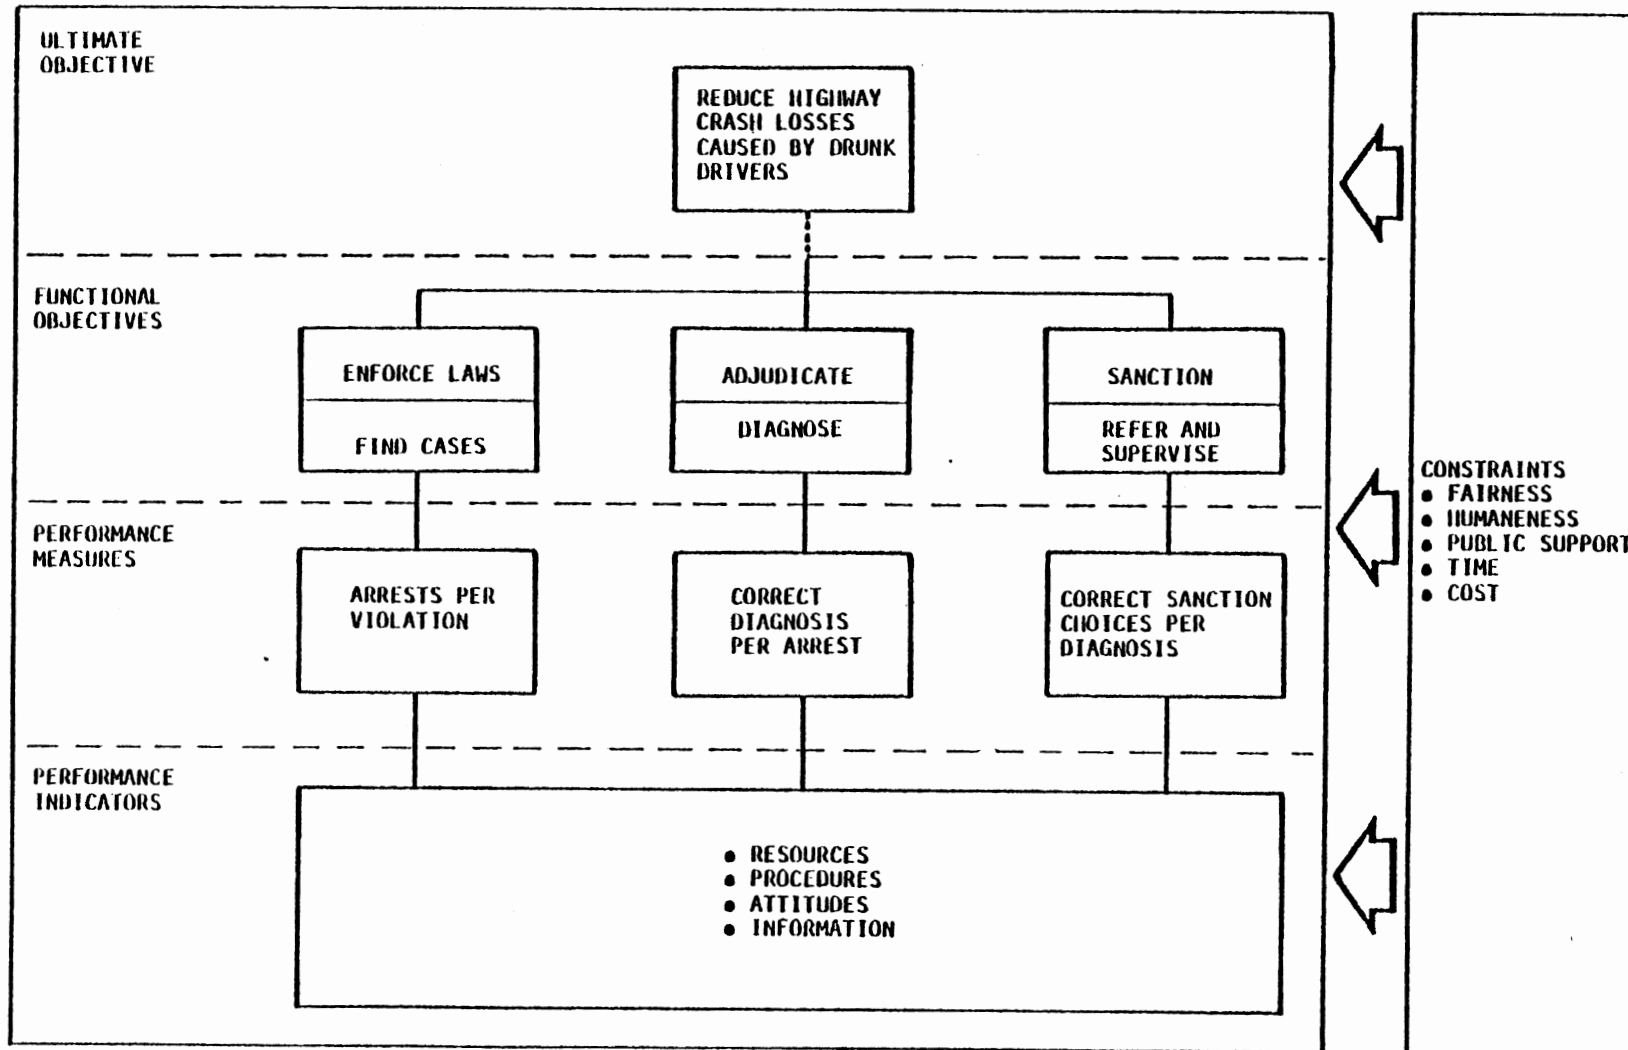 ULTIMATE
OBJECTIVE
REDUCE HIGHWAY
CRASH LOSSES
CAUSED BY DRUNK
DRIVERS
FUNCTIONAL
OBJECTIVES
ENFORCE LAWS
FIND CASES
ADJUDICATE
DIAGNOSE
SANCTION
REFER AND
SUPERVISE
PERFORMANCE
MEASURES
ARRESTS PER
VIOLATION
CORRECT
DIAGNOSIS
PER ARREST
CORRECT SANCTION
CHOICES PER
DIAGNOSIS
PERFORMANCE
INDICATORS
• RESOURCES
• PROCEDURES
• ATTITUDES
• INFORMATION
CONSTRAINTS
• FAIRNESS
• HUMANENESS
• PUBLIC SUPPORT
• TIME
• COST